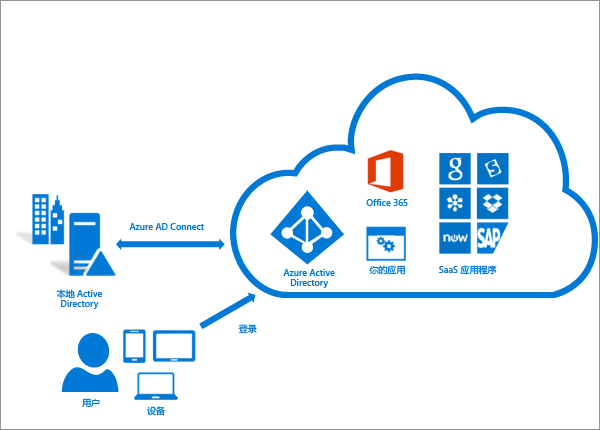 Office 365
g
now
SAP
Azure AD Connect
Azure Active
Directory
你的应用
SaaS 应用程序
本地 Active
Directory
登录
用户
设备